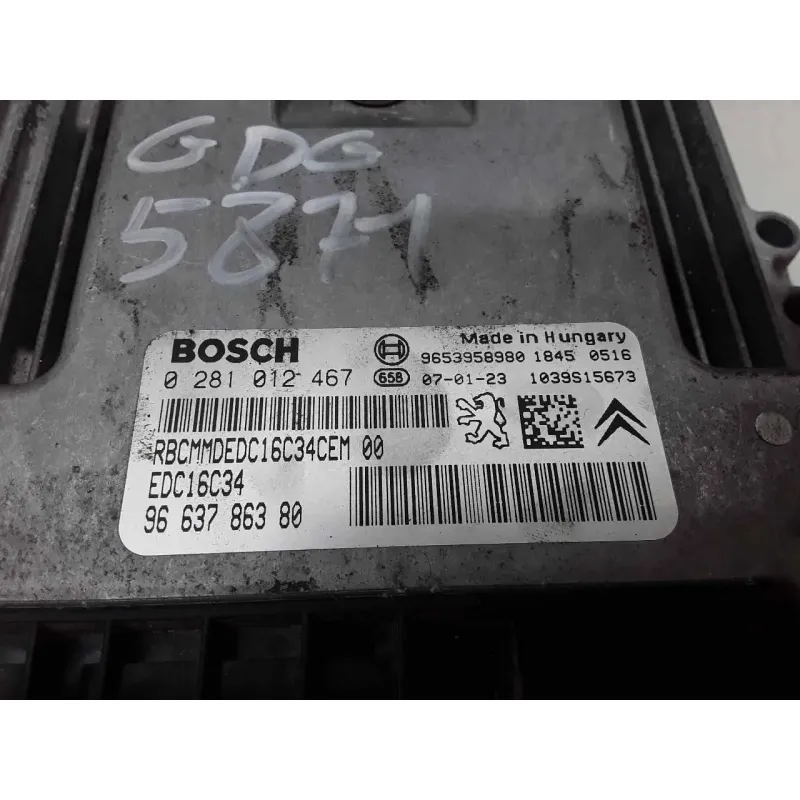 GDG
5871
BOSCH
Made in Hungary
9653958980 1845 0516
0 281 012 467 658 07-01-23 1039S15673
RBCMMDEDC16C34CEM 00
EDC16C34
96 637 863 80